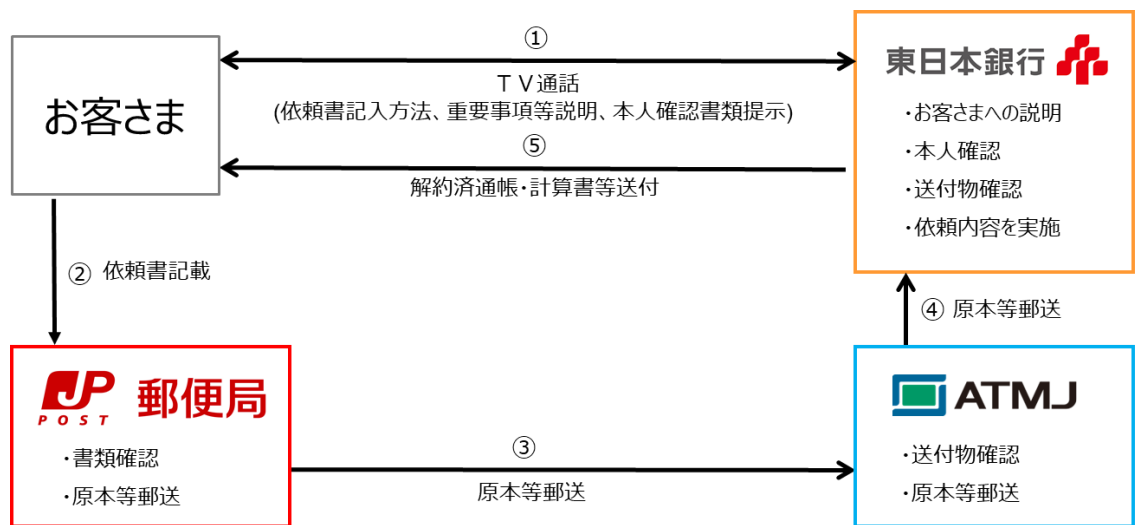 ①
お客さま
ＴＶ通話
(依頼書記入方法、重要事項等説明、本人確認書類提示)
⑤
解約済通帳・計算書等送付
東日本銀行
・お客さまへの説明
・本人確認
・送付物確認
・依頼内容を実施
② 依頼書記載
④ 原本等郵送
JP
POST
郵便局
・書類確認
・原本等郵送
③
原本等郵送
ATMJ
・送付物確認
・原本等郵送